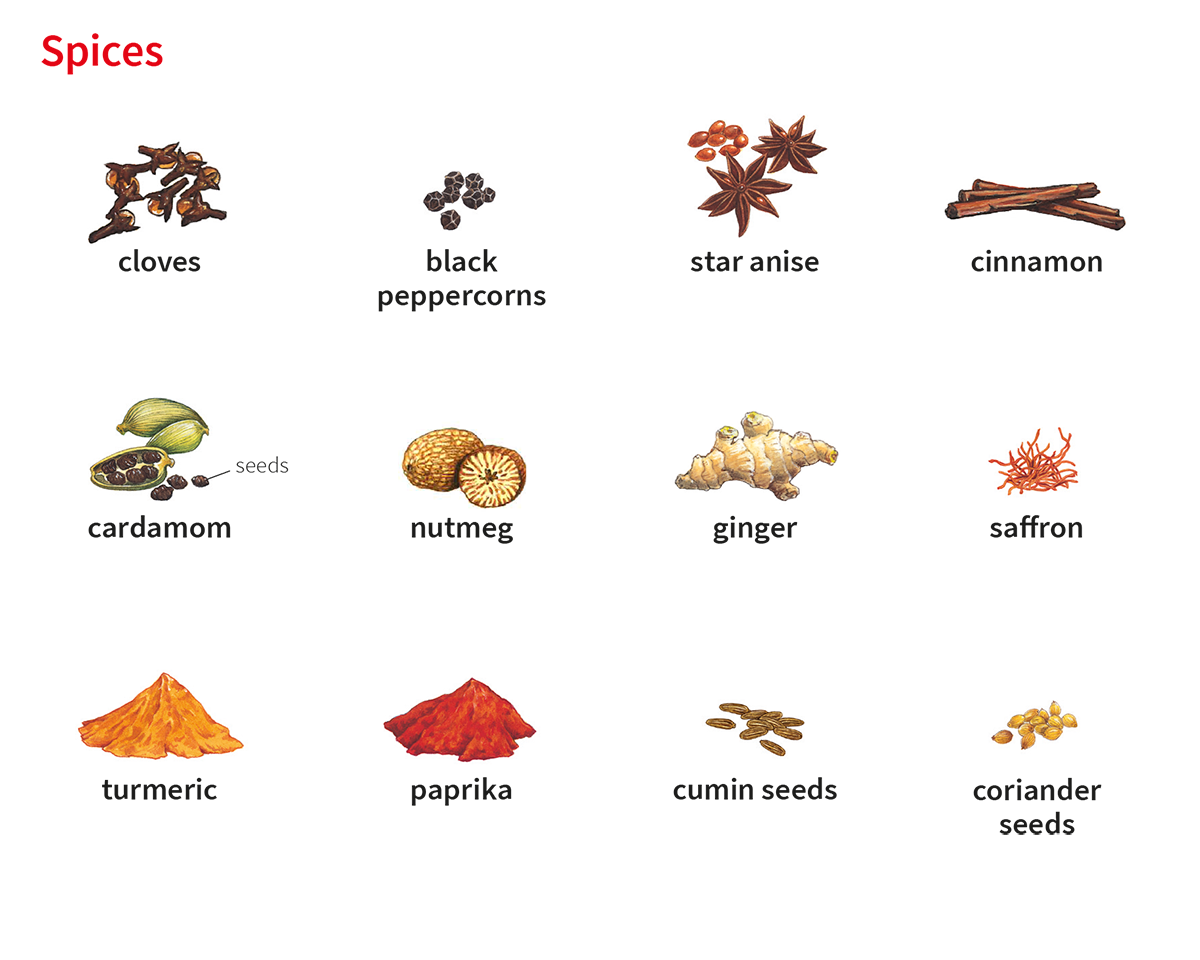 Spices
cloves
black
peppercorns
star anise
cinnamon
seeds
cardamom
nutmeg
ginger
saffron
turmeric
paprika
cumin seeds
coriander
seeds